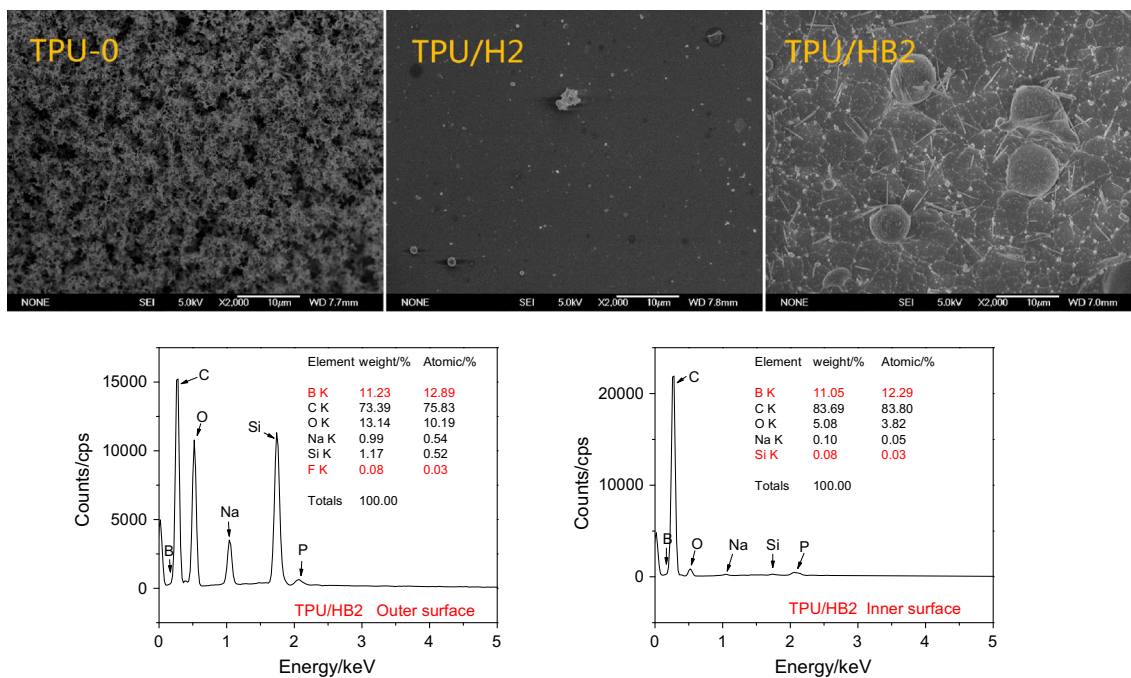 TPU-0
TPU/H2
TPU/HB2
NONE SEI 5.0kV X2,000 10μm WD 7.7mm
NONE SEI 5.0kV X2,000 10μm WD 7.8mm
NONE SEI 5.0kV X2,000 10μm WD 7.0mm
Element weight/% Atomic/%
B K 11.23 12.89
C K 73.39 75.83
O K 13.14 10.19
Na K 0.99 0.54
Si K 1.17 0.52
F K 0.08 0.03
Totals 100.00
15000
10000
5000
0
Counts/cps
C
O
Si
Na
B
P
TPU/HB2 Outer surface
0 1 2 3 4 5
Energy/keV
Element weight/% Atomic/%
B K 11.05 12.29
C K 83.69 83.80
O K 5.08 3.82
Na K 0.10 0.05
Si K 0.08 0.03
Totals 100.00
20000
10000
0
Counts/cps
C
B
O
Na
Si
P
TPU/HB2 Inner surface
0 1 2 3 4 5
Energy/keV